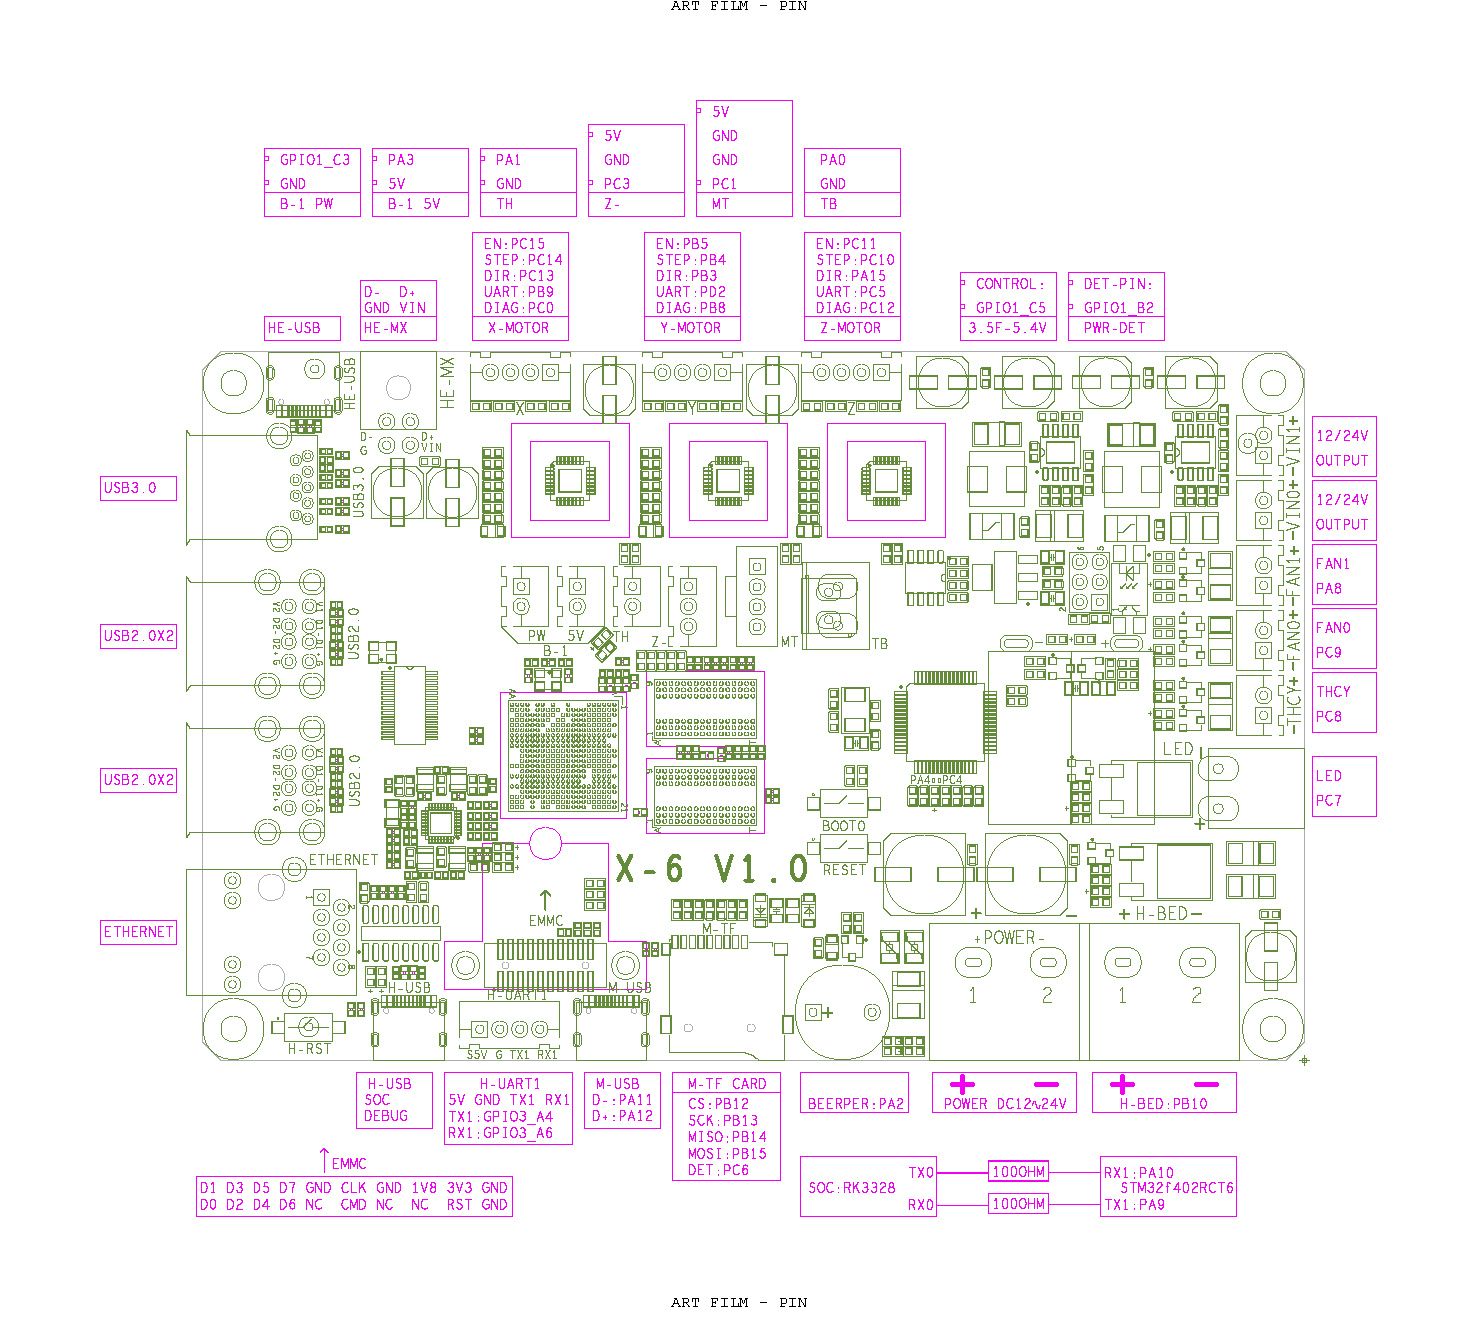 ART FILM - PIN
5V
GND
GND
PC1
MT
5V
GND
PC3
Z-
GPIO1_C3
GND
B-1 PW
PA3
5V
B-1 5V
PA1
GND
TH
PA0
GND
TB
EN:PC15
STEP:PC14
DIR:PC13
UART:PB9
DIAG:PC0
X-MOTOR
EN:PB5
STEP:PB4
DIR:PB3
UART:PD2
DIAG:PB8
Y-MOTOR
EN:PC11
STEP:PC10
DIR:PA15
UART:PC5
DIAG:PC12
Z-MOTOR
CONTROL:
GPIO1_C5
3.5F-5.4V
DET-PIN:
GPIO1_B2
PWR-DET
HE-USB
D- D+
GND VIN
HE-MX
HE-USB
HE-MX
X
Y
Z
D-
G
D+
VIN
USB3.0
USB3.0
-VIN1+
12/24V
OUTPUT
-VIN0+
12/24V
OUTPUT
-FAN1+
FAN1
PA8
-FAN0+
FAN0
PC9
-THCY+
THCY
PC8
USB2.0X2
USB2.0
PW
5V
B-1
TH
Z-
MT
TB
USB2.0X2
USB2.0
LED
LED
PC7
PA4
PC4
BOOT0
RESET
X-6 V1.0
ETHERNET
ETHERNET
EMMC
M-TF
+ - + H-BED -
+POWER-
1 2 1 2
H-USB
H-UART1
M USB
H-RST
S5V G TX1 RX1
H-USB
SOC
DEBUG
H-UART1
5V GND TX1 RX1
TX1:GPIO3_A4
RX1:GPIO3_A6
M-USB
D-:PA11
D+:PA12
M-TF CARD
CS:PB12
SCK:PB13
MISO:PB14
MOSI:PB15
DET:PC6
BEERPER:PA2
+ -
POWER DC12~24V
+ -
H-BED:PB10
EMMC
D1 D3 D5 D7 GND CLK GND 1V8 3V3 GND
D0 D2 D4 D6 NC CMD NC NC RST GND
TX0
SOC:RK3328
RX0
100HM
100HM
RX1:PA10
STM32f402RCT6
TX1:PA9
ART FILM - PIN